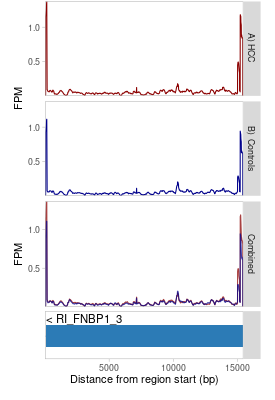 1.0
0.5
A) HCC
FPM
1.0
0.5
B) Controls
1.0
0.5
Combined
FPM
< RI_FNBP1_3
5000 10000 15000
Distance from region start (bp)